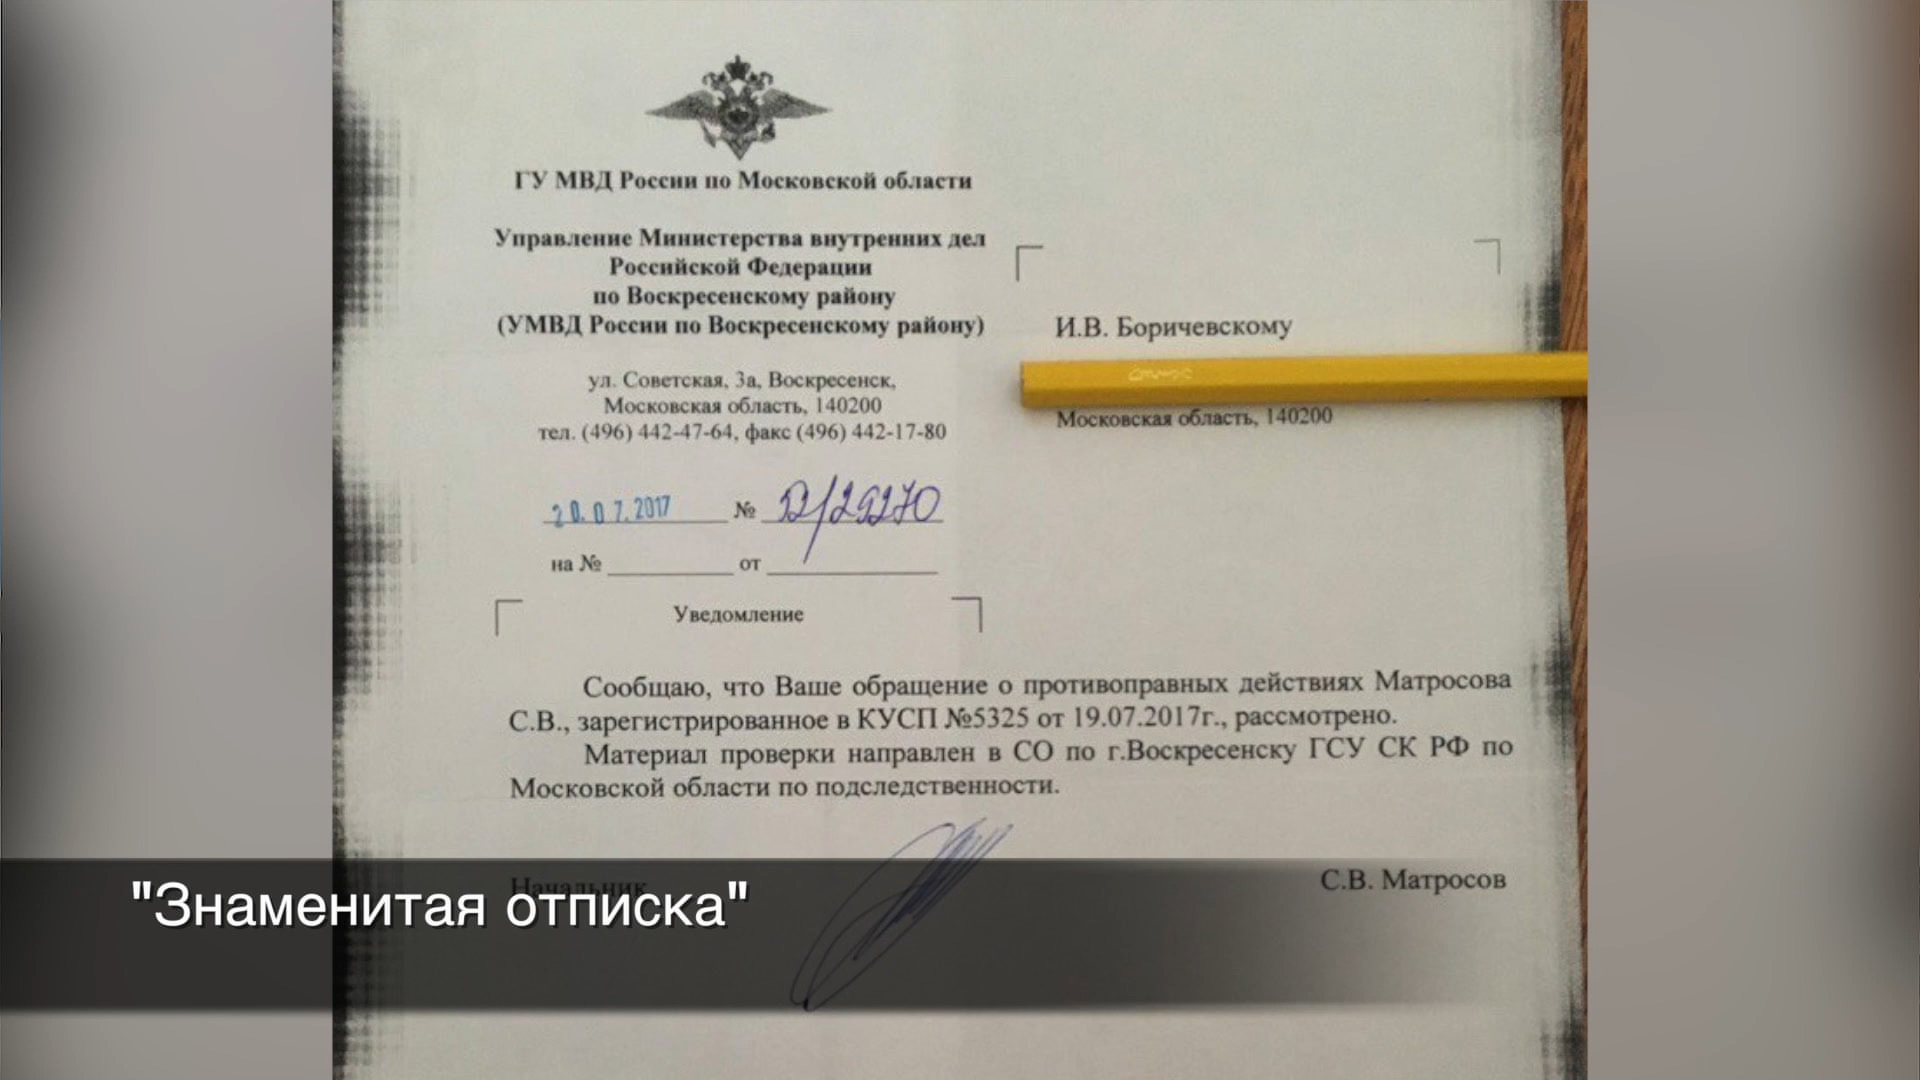 ГУ МВД России по Московской области
Управление Министерства внутренних дел
Российской Федерации
по Воскресенскому району
(УМВД России по Воскресенскому району)
ул. Советская, 3а, Воскресенск,
Московская область, 140200
тел. (496) 442-47-64, факс (496) 442-17-80
20.07.2017 № 52/29270
на № от
Уведомление
И.В. Боричевскому
Московская область, 140200
Сообщаю, что Ваше обращение о противоправных действиях Матросова
С.В., зарегистрированное в КУСП №5325 от 19.07.2017г., рассмотрено.
Материал проверки направлен в СО по г.Воскресенску ГСУ СК РФ по
Московской области по подследственности.
Начальник С.В. Матросов
"Знаменитая отписка"